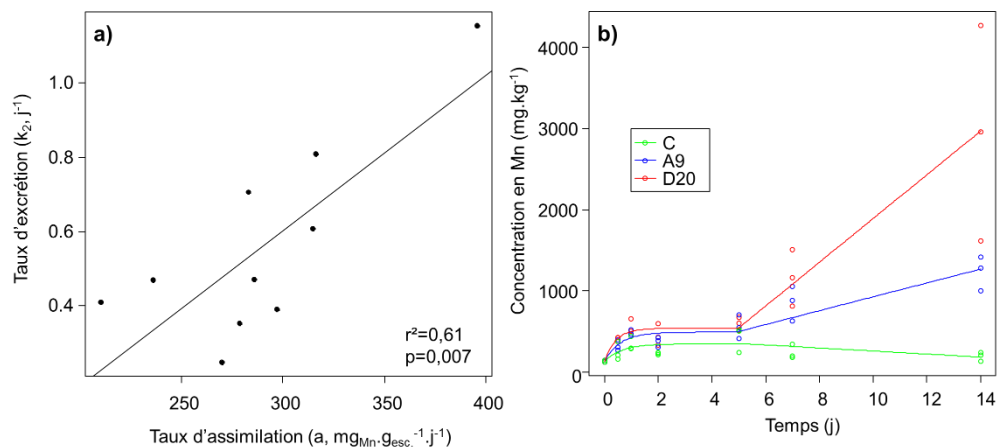 a)
Taux d'excrétion (k₂, j⁻¹)
1.0
0.8
0.6
0.4
r²=0,61
p=0,007
250
300
350
400
Taux d'assimilation (a, mg_Mn.g_esc.⁻¹.j⁻¹)
b)
Concentration en Mn (mg.kg⁻¹)
4000
3000
2000
1000
0
C
A9
D20
0
2
4
6
8
10
12
14
Temps (j)